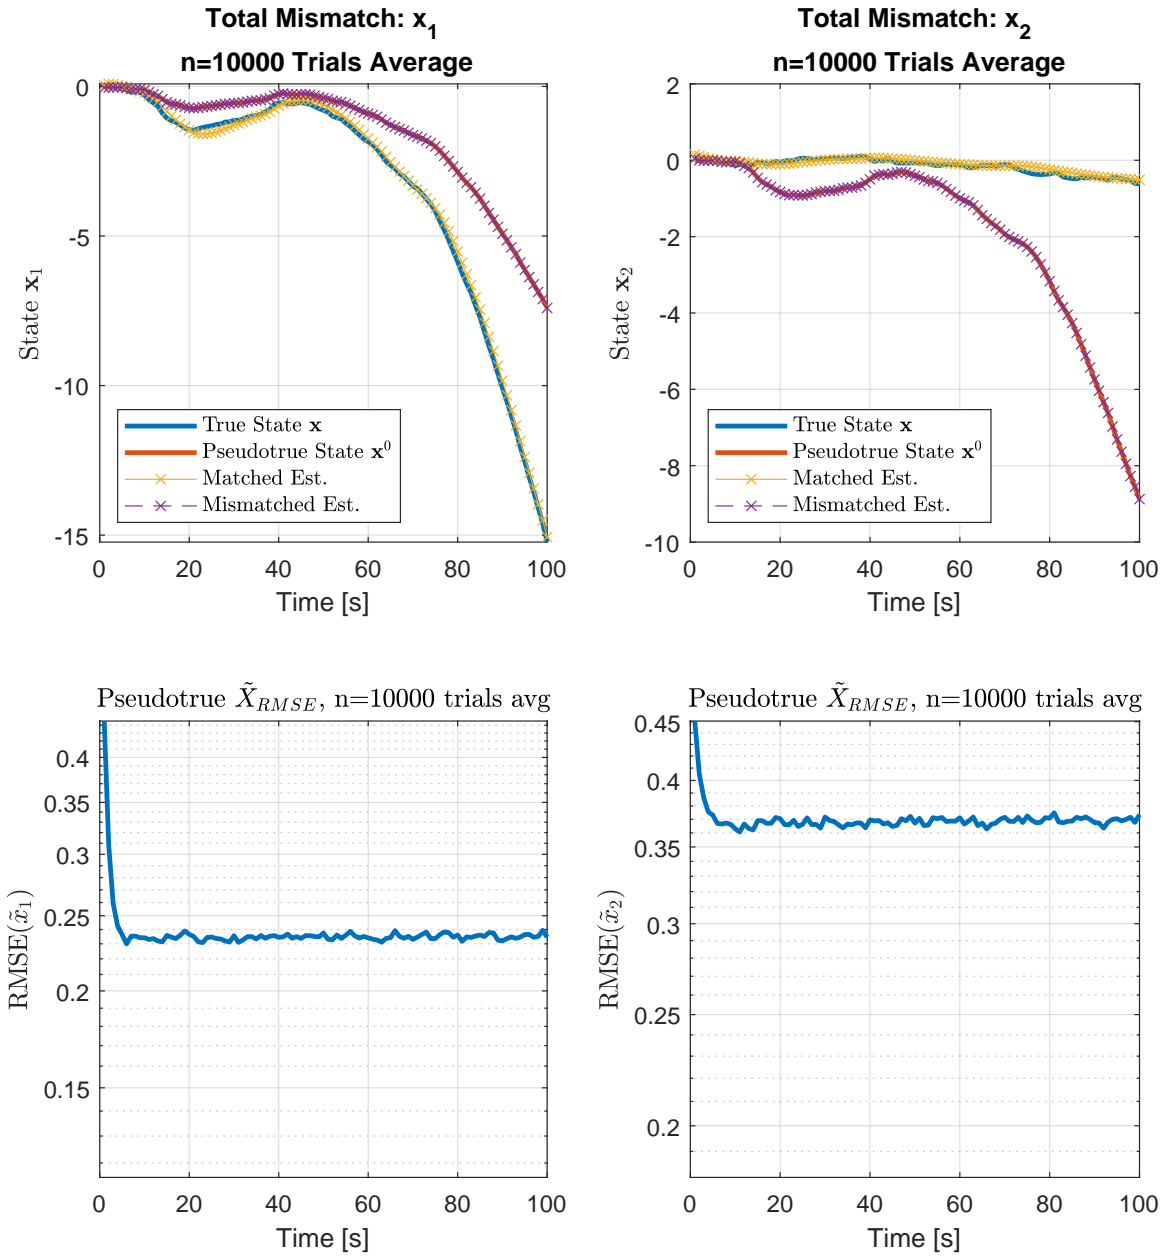 Total Mismatch: x₁
n=10000 Trials Average
0
-5
-10
-15
State x₁
True State x
Pseudotrue State x⁰
Matched Est.
Mismatched Est.
0 20 40 60 80 100
Time [s]
Total Mismatch: x₂
n=10000 Trials Average
2
0
-2
-4
-6
-8
-10
State x₂
True State x
Pseudotrue State x⁰
Matched Est.
Mismatched Est.
0 20 40 60 80 100
Time [s]
Pseudotrue X̃_RMSE, n=10000 trials avg
0.4
0.35
0.3
0.25
0.2
0.15
RMSE(x̃₁)
0 20 40 60 80 100
Time [s]
Pseudotrue X̃_RMSE, n=10000 trials avg
0.45
0.4
0.35
0.3
0.25
0.2
RMSE(x̃₂)
0 20 40 60 80 100
Time [s]